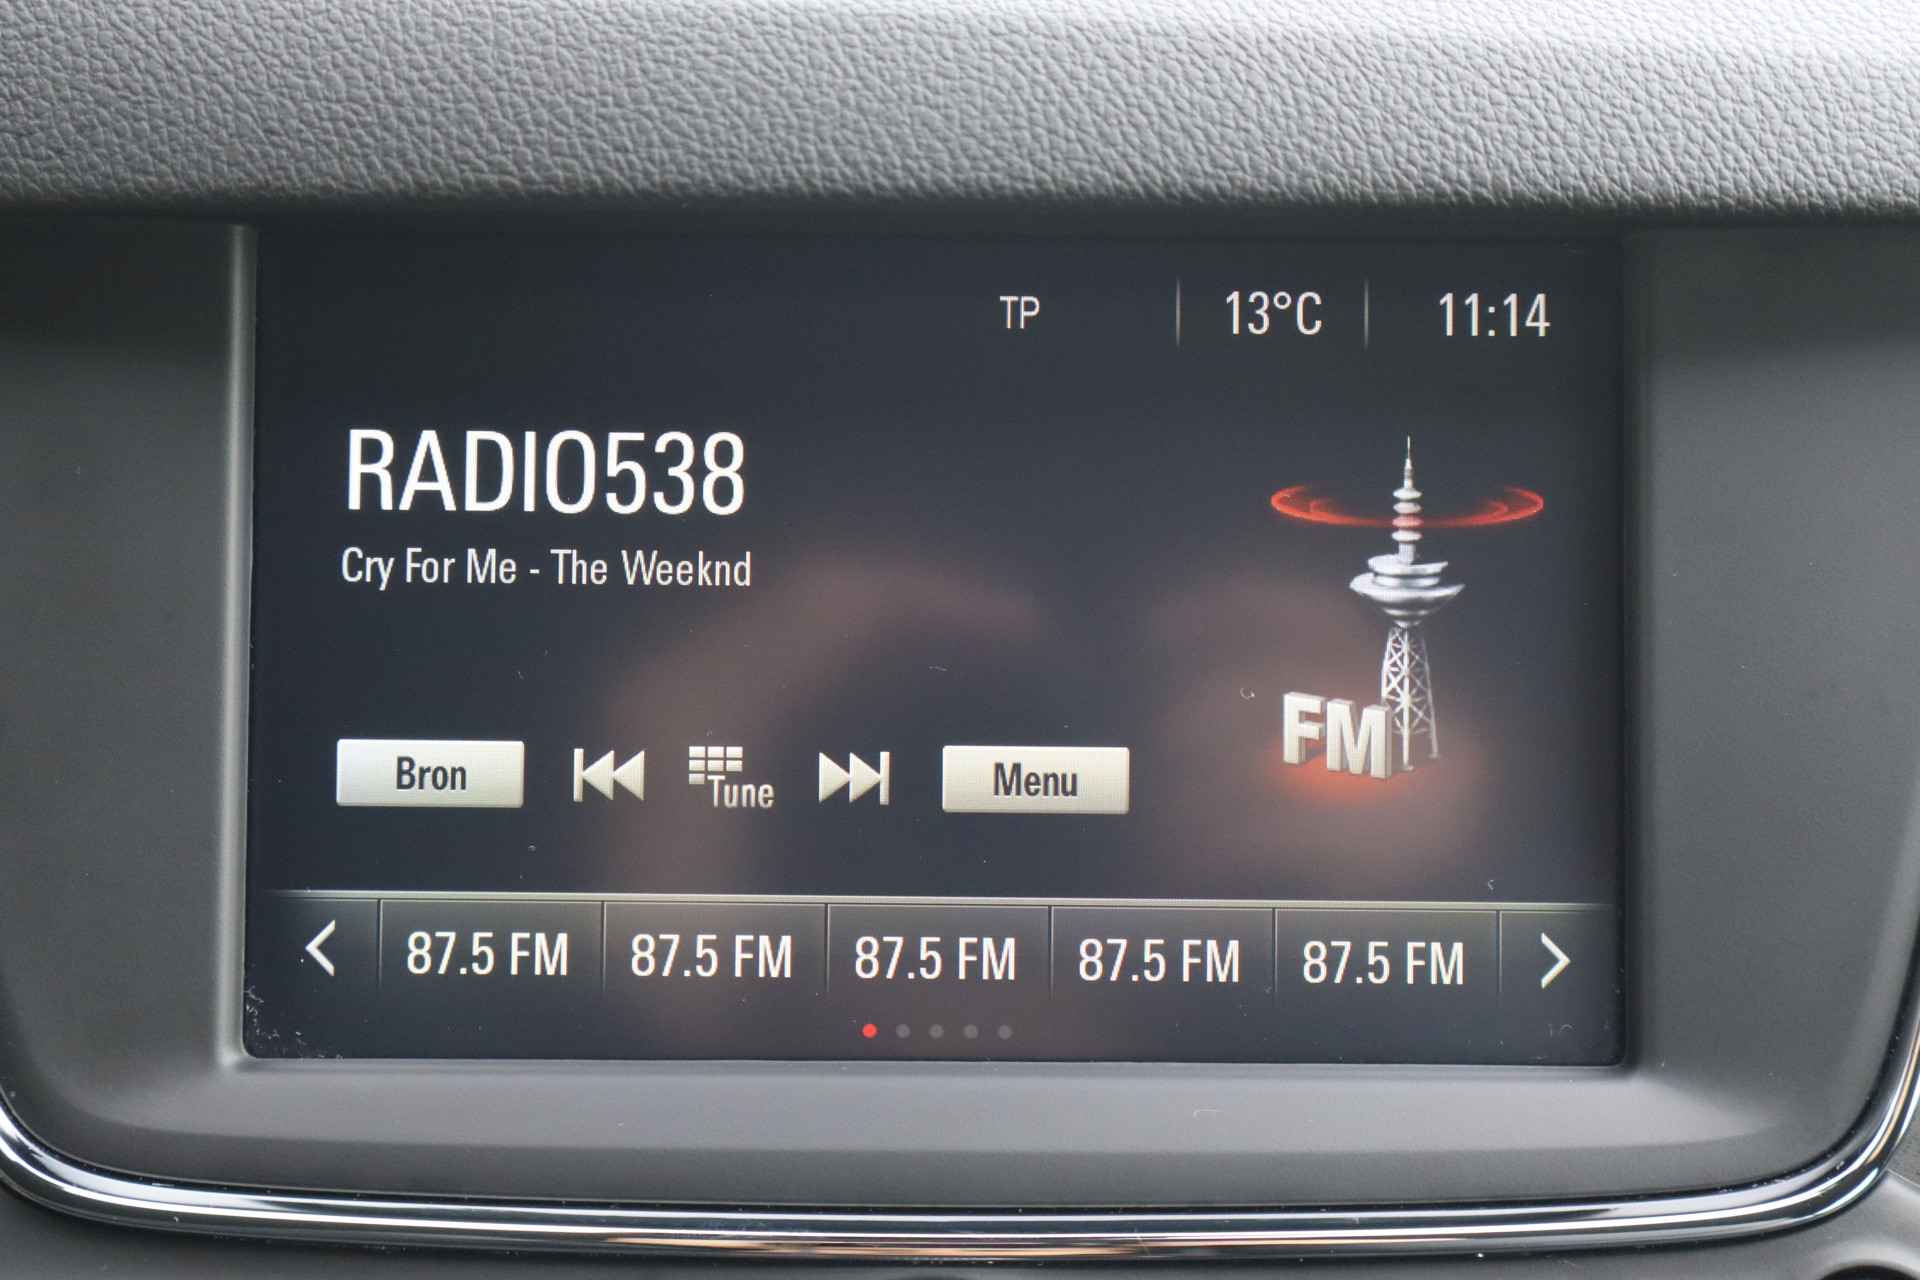 TP 13°C 11:14
RADIO538
Cry For Me - The Weeknd
FM
Bron Tune Menu
87.5 FM 87.5 FM 87.5 FM 87.5 FM 87.5 FM